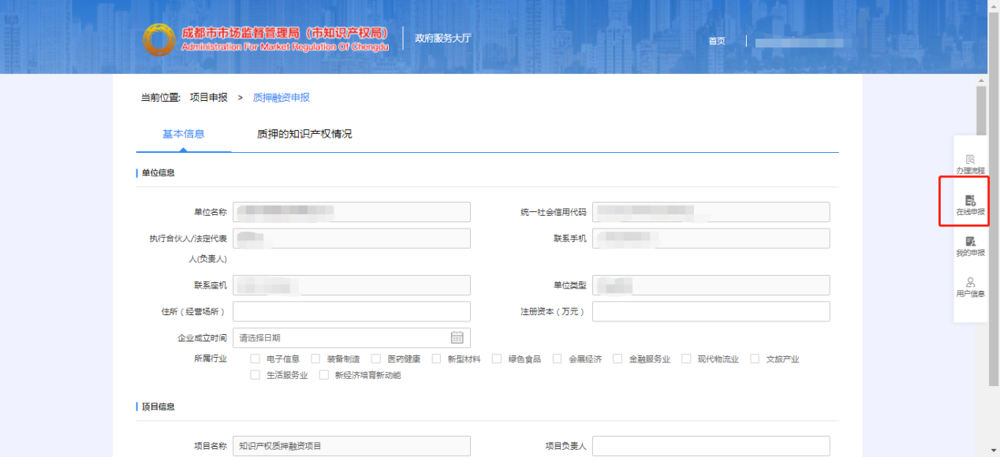 成都市市场监督管理局（市知识产权局）
Administration For Market Regulation Of Chengdu
政府服务大厅
首页
当前位置: 项目申报 > 质押融资申报
基本信息 质押的知识产权情况
单位信息
单位名称 统一社会信用代码
执行合伙人/法定代表人(负责人) 联系手机
联系座机 单位类型
住所（经营场所） 注册资本（万元）
企业成立时间 请选择日期
所属行业 电子信息 装备制造 医药健康 新型材料 绿色食品 会展经济 金融服务业 现代物流业 文旅产业
生活服务业 新经济培育新动能
项目信息
项目名称 知识产权质押融资项目 项目负责人
办理流程
在线申报
我的申报
用户信息